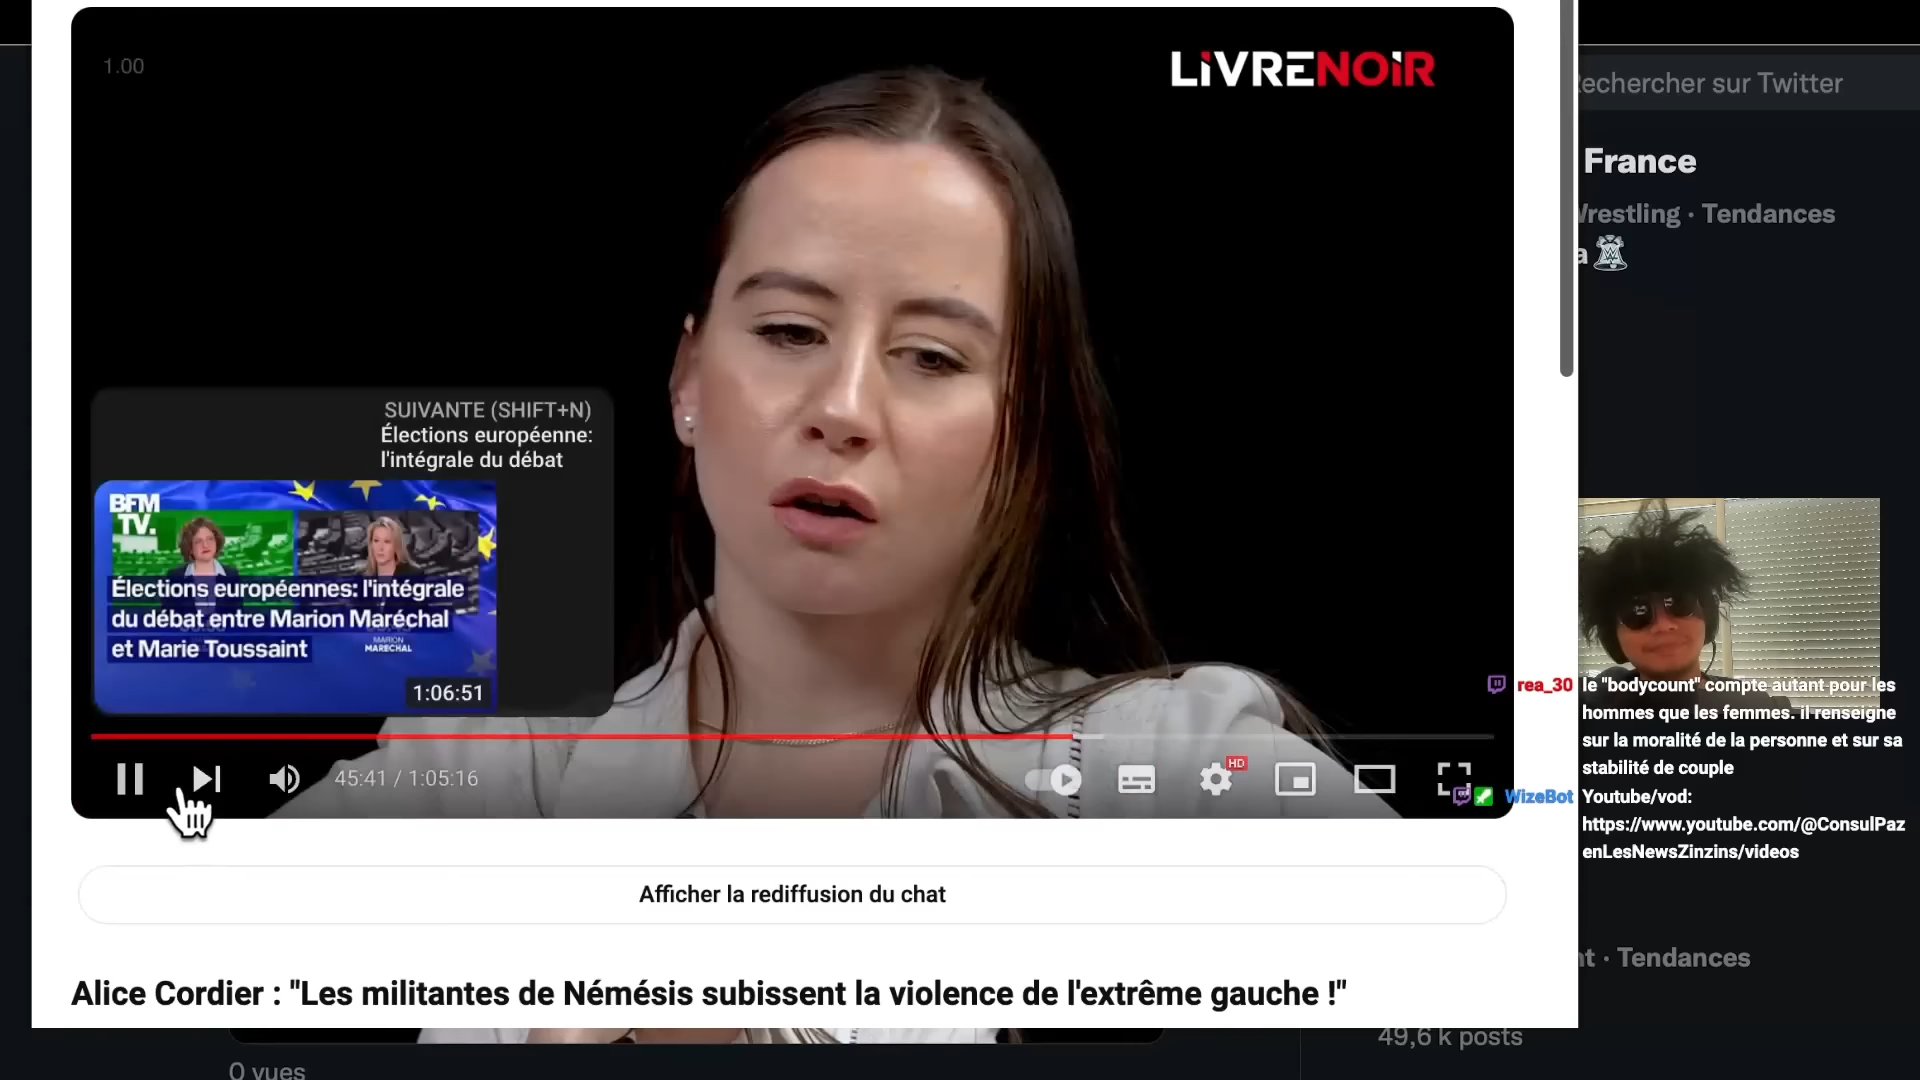 1.00
LiVRENOiR
echercher sur Twitter
France
Wrestling · Tendances
a
SUIVANTE (SHIFT+N)
Élections européenne:
l'intégrale du débat
BFM
TV.
Élections européennes: l'intégrale
du débat entre Marion Maréchal
et Marie Toussaint
MARION
MARECHAL
1:06:51
rea_30 le "bodycount" compte autant pour les
hommes que les femmes. il renseigne
sur la moralité de la personne et sur sa
stabilité de couple
45:41 / 1:05:16
HD
WizeBot Youtube/vod:
https://www.youtube.com/@ConsulPaz
enLesNewsZinzins/videos
Afficher la rediffusion du chat
nt · Tendances
Alice Cordier : "Les militantes de Némésis subissent la violence de l'extrême gauche !"
49,6 k posts
0 vues